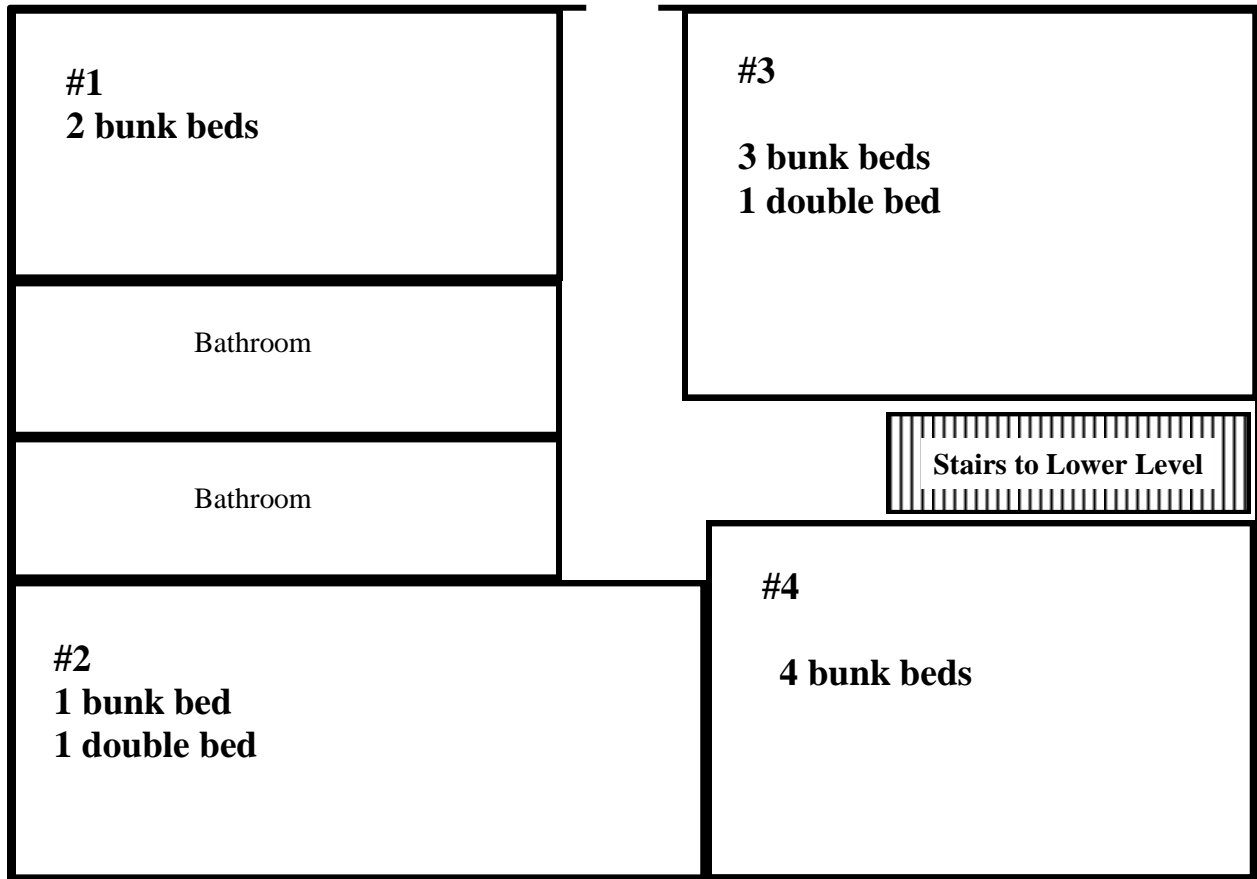 #1
2 bunk beds
#3
3 bunk beds
1 double bed
Bathroom
Stairs to Lower Level
Bathroom
#4
4 bunk beds
#2
1 bunk bed
1 double bed